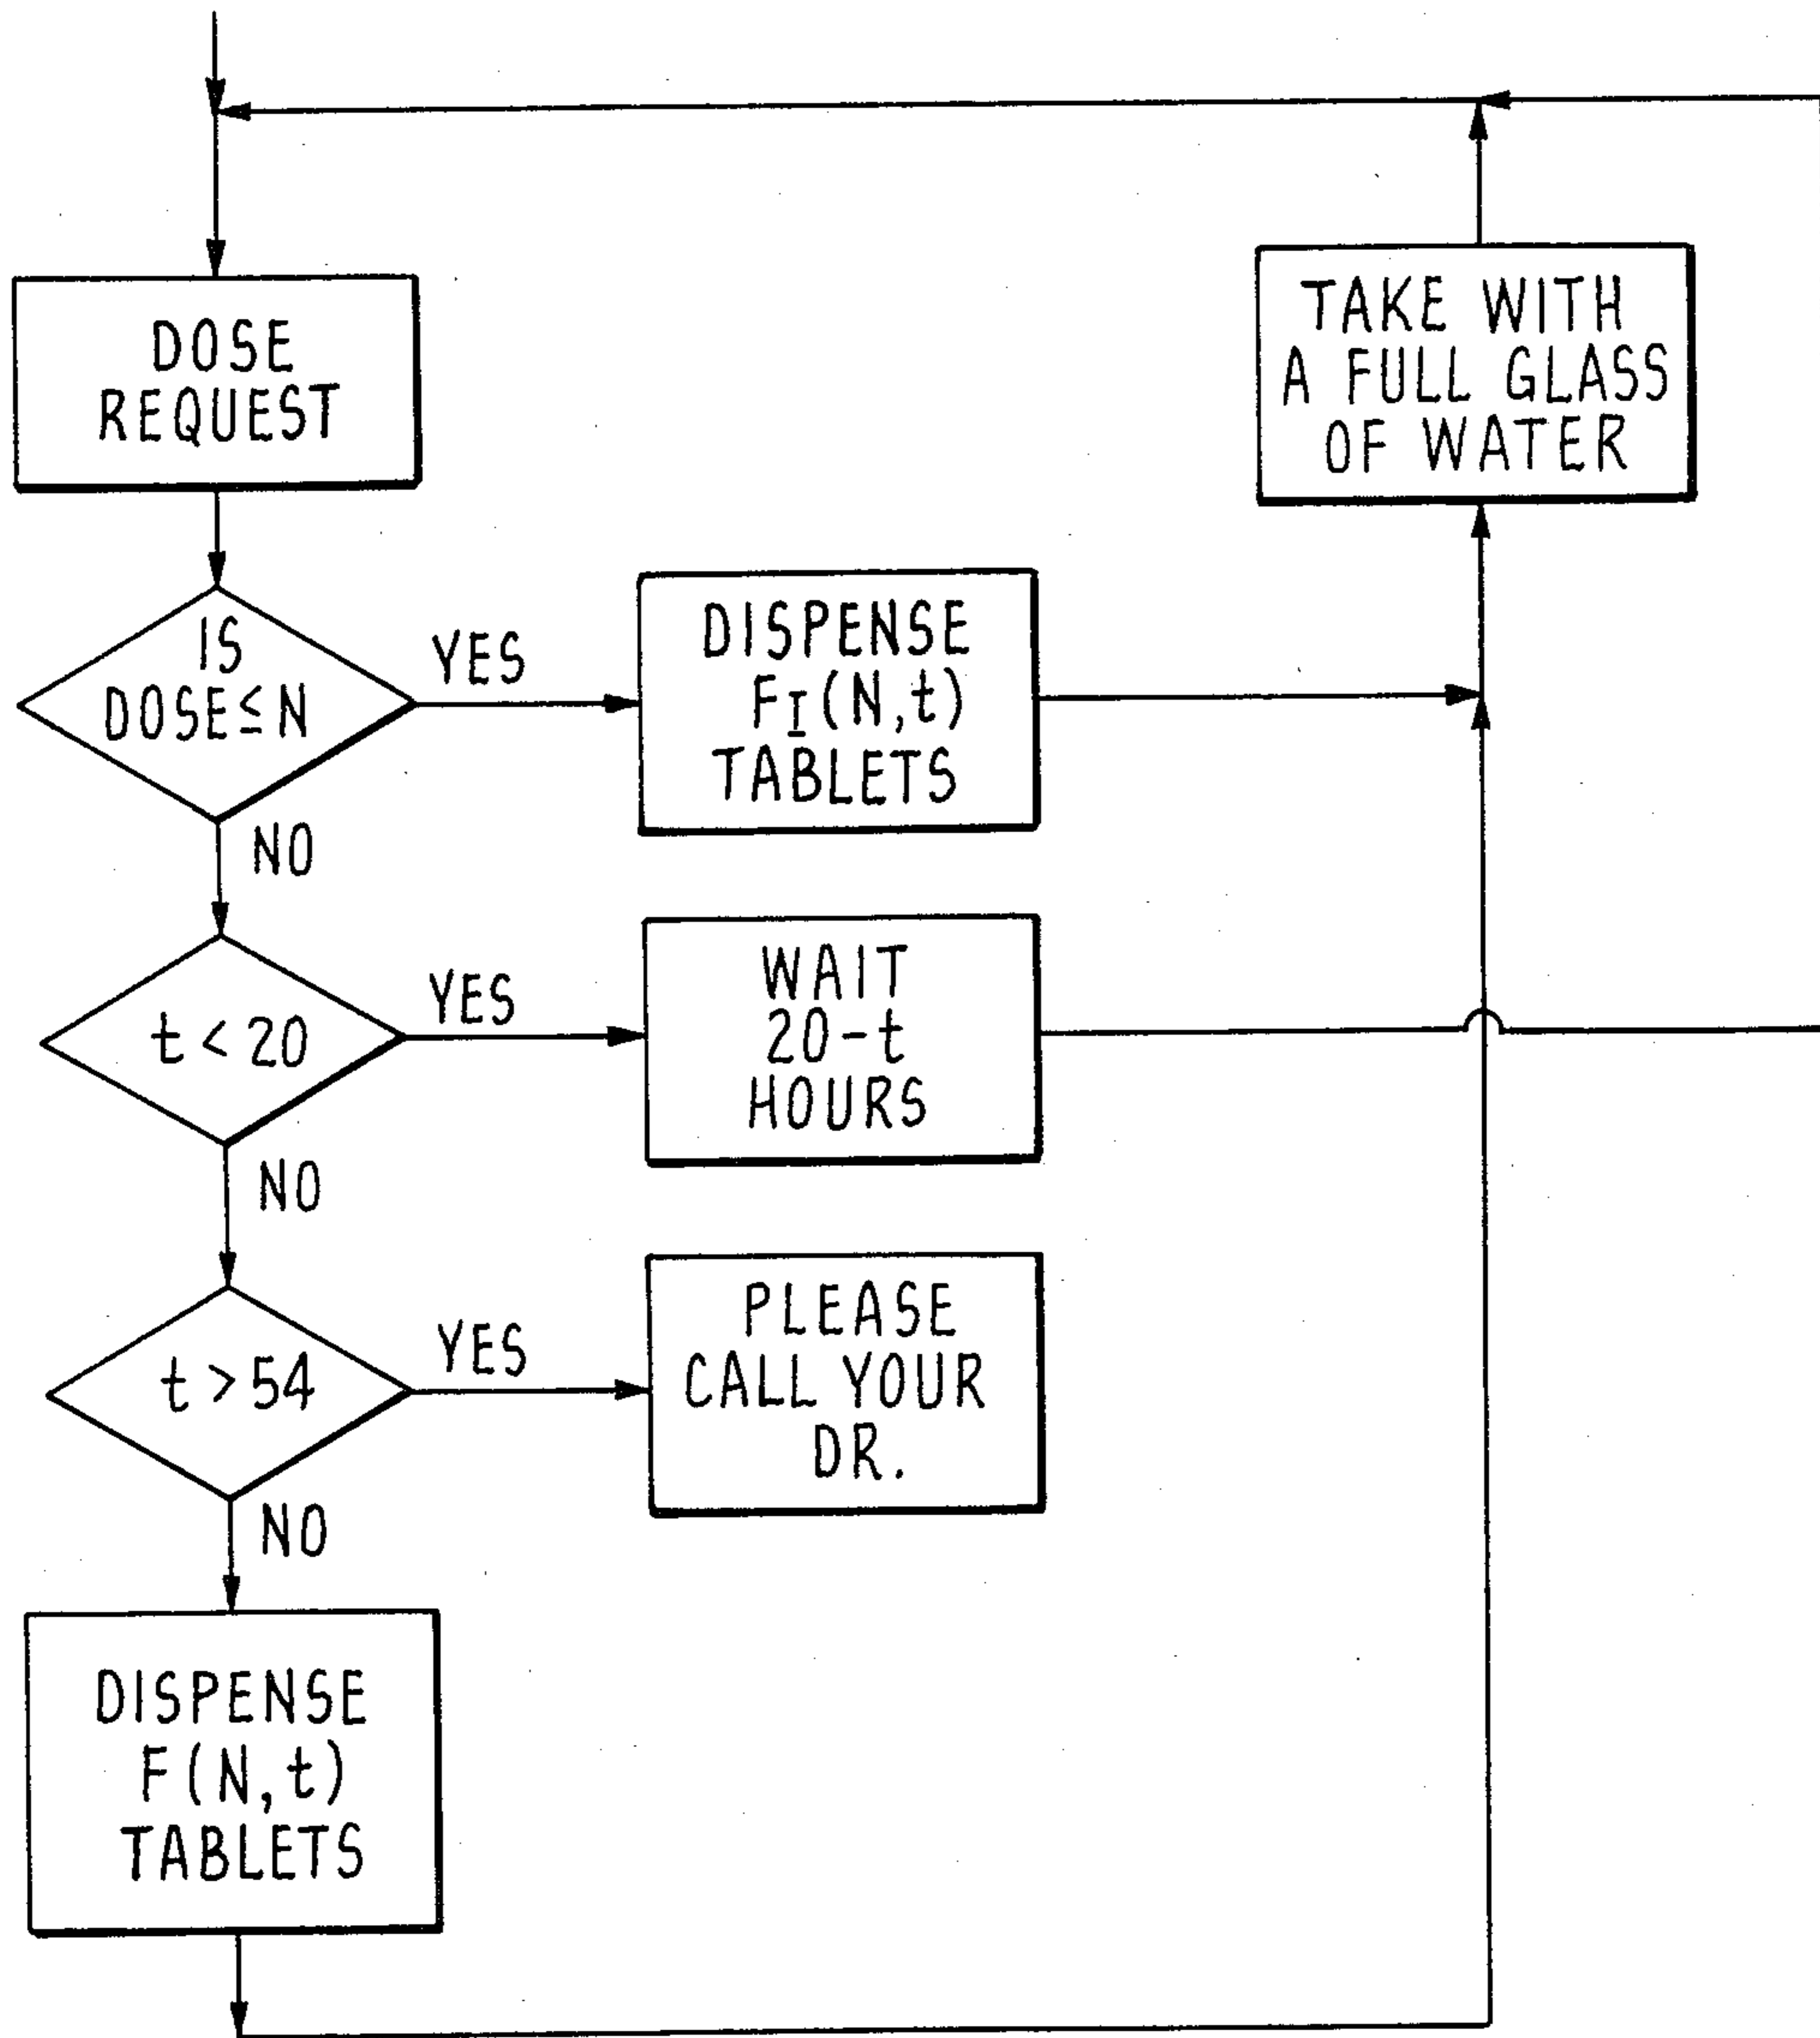 DOSE
REQUEST
TAKE WITH
A FULL GLASS
OF WATER
IS
DOSE≤N
YES
DISPENSE
FI(N,t)
TABLETS
NO
t < 20
YES
WAIT
20-t
HOURS
NO
t > 54
YES
PLEASE
CALL YOUR
DR.
NO
DISPENSE
F(N,t)
TABLETS